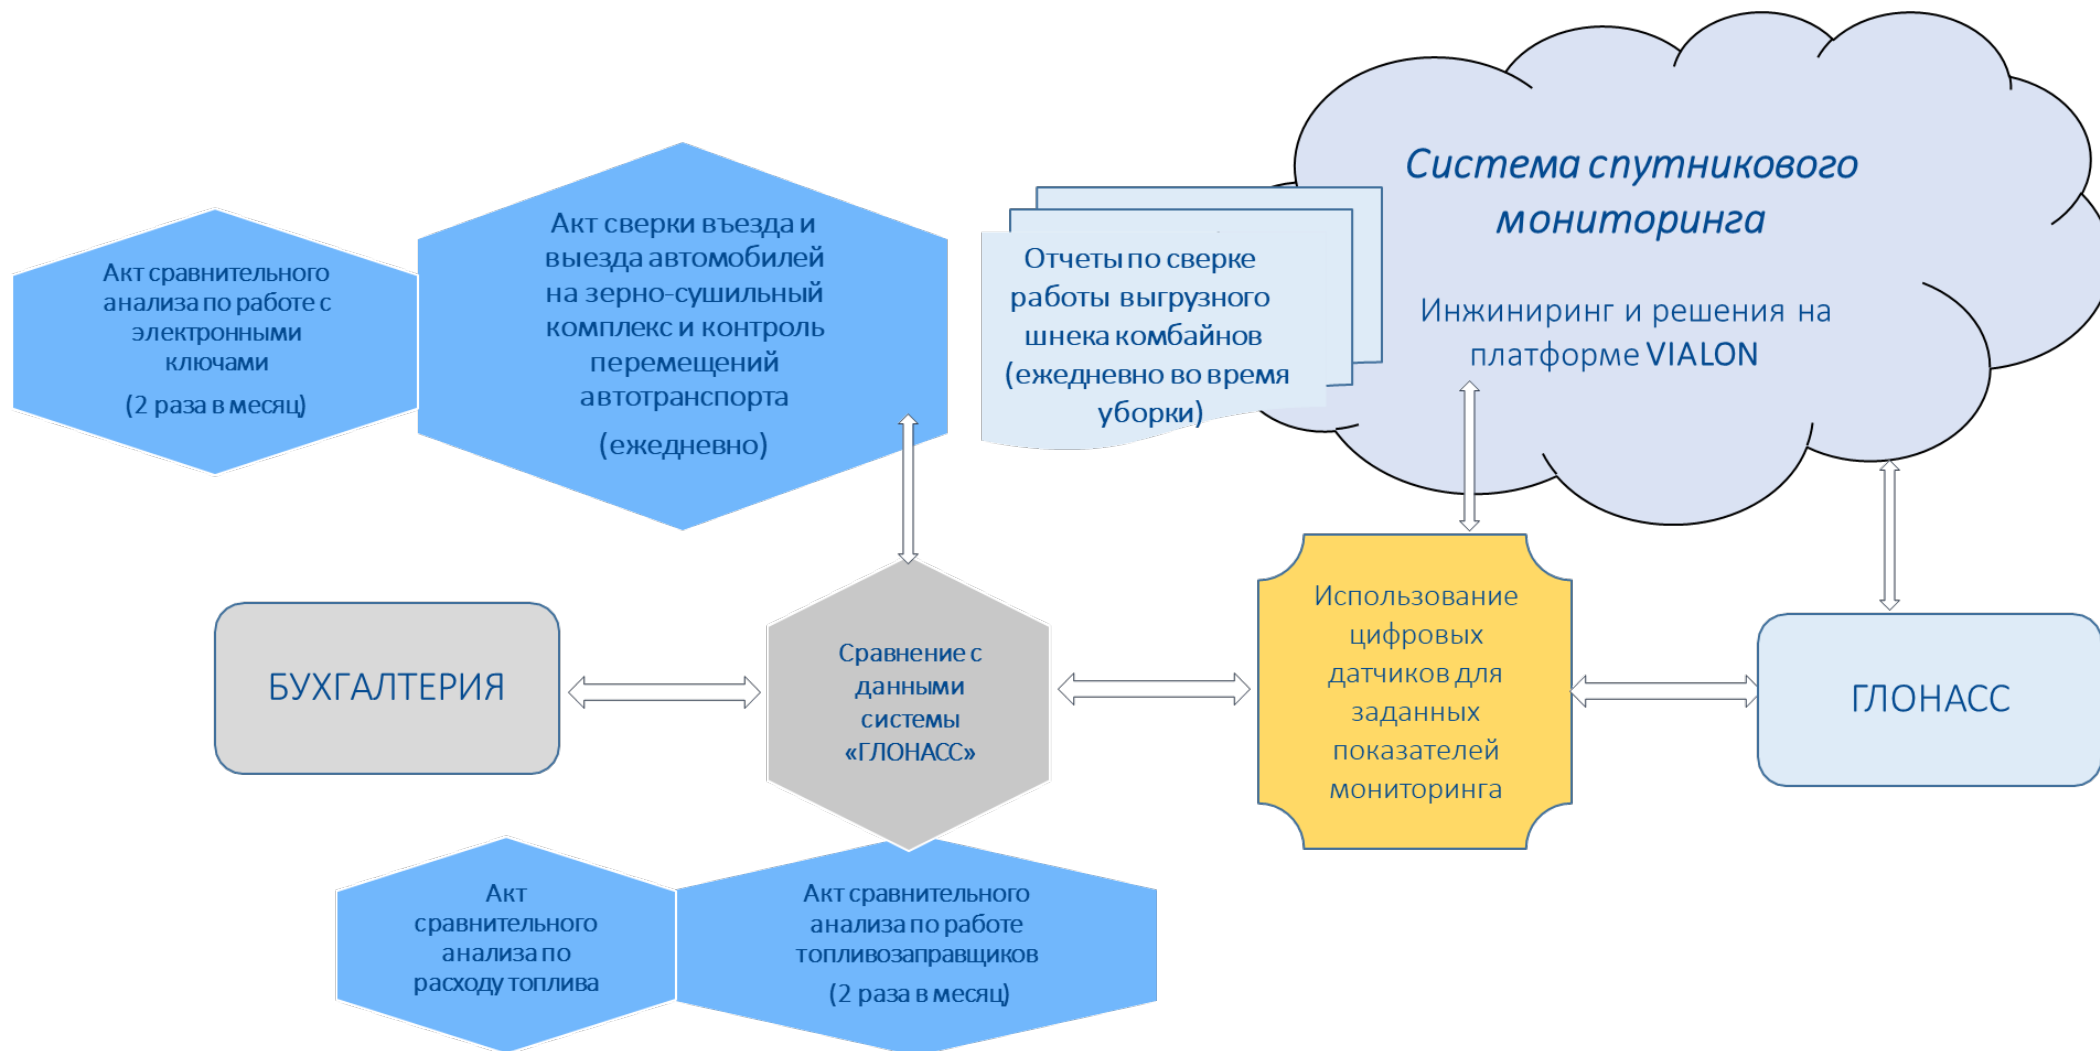 Система спутникового
мониторинга
Инжиниринг и решения на
платформе VIALON
Отчеты по сверке
работы выгрузного
шнека комбайнов
(ежедневно во время
уборки)
Акт сверки въезда и
выезда автомобилей
на зерно-сушильный
комплекс и контроль
перемещений
автотранспорта
(ежедневно)
Акт сравнительного
анализа по работе с
электронными
ключами
(2 раза в месяц)
БУХГАЛТЕРИЯ
Сравнение с
данными
системы
«ГЛОНАСС»
Использование
цифровых
датчиков для
заданных
показателей
мониторинга
ГЛОНАСС
Акт
сравнительного
анализа по
расходу топлива
Акт сравнительного
анализа по работе
топливозаправщиков
(2 раза в месяц)